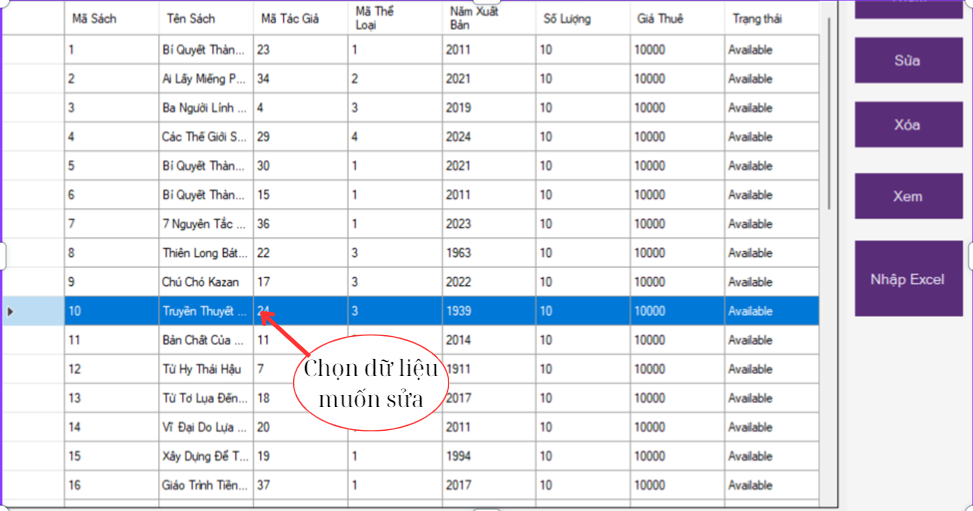 Mã Sách Tên Sách Mã Tác Giả Mã Thể Loại Năm Xuất Bản Số Lượng Giá Thuê Trạng thái
1 Bí Quyết Thàn... 23 1 2011 10 10000 Available
2 Ai Lấy Miếng P... 34 2 2021 10 10000 Available
3 Ba Người Lính ... 4 3 2019 10 10000 Available
4 Các Thế Giới S... 29 4 2024 10 10000 Available
5 Bí Quyết Thàn... 30 1 2021 10 10000 Available
6 Bí Quyết Thàn... 15 1 2011 10 10000 Available
7 7 Nguyên Tắc ... 36 1 2023 10 10000 Available
8 Thiên Long Bát... 22 3 1963 10 10000 Available
9 Chú Chó Kazan 17 3 2022 10 10000 Available
10 Truyền Thuyết ... 3 1939 10 10000 Available
11 Bản Chất Của ... 11 2014 10 10000 Available
12 Từ Hy Thái Hậu 7 1911 10 10000 Available
13 Từ Tơ Lụa Đến... 18 2017 10 10000 Available
14 Vĩ Đại Do Lựa ... 20 2011 10 10000 Available
15 Xây Dựng Để T... 19 1 1994 10 10000 Available
16 Giáo Trình Tiền... 37 1 2017 10 10000 Available
Chọn dữ liệu
muốn sửa
Sửa
Xóa
Xem
Nhập Excel